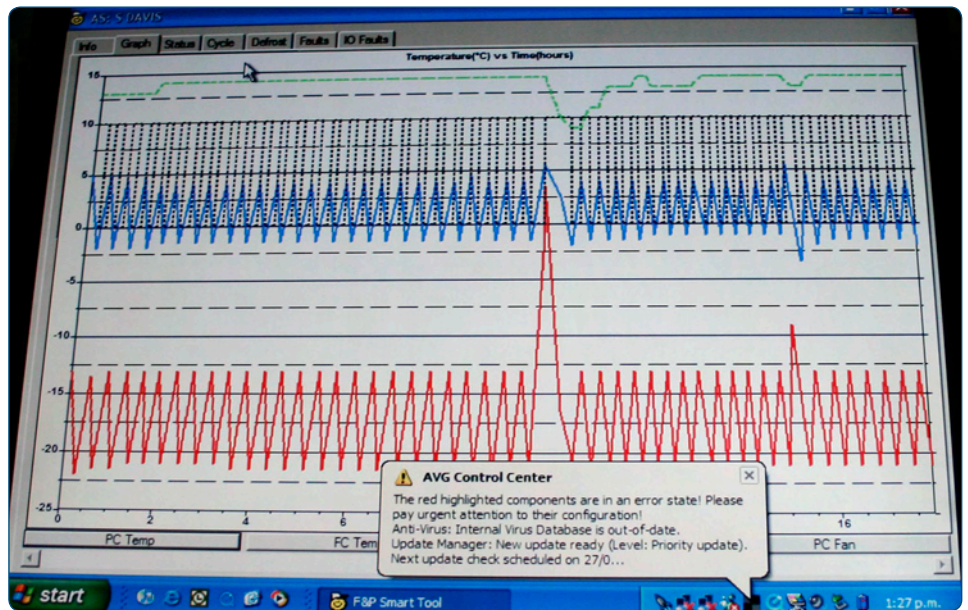 AS: S DAVIS
Info Graph Status Cycle Defrost Faults IO Faults
Temperature(°C) vs Time(hours)
15
10
5
0
-5
-10
-15
-20
-25
0 2 4 6 16
PC Temp FC Tem PC Fan
AVG Control Center
The red highlighted components are in an error state! Please
pay urgent attention to their configuration!
Anti-Virus: Internal Virus Database is out-of-date.
Update Manager: New update ready (Level: Priority update).
Next update check scheduled on 27/0...
start F&P Smart Tool 1:27 p.m.